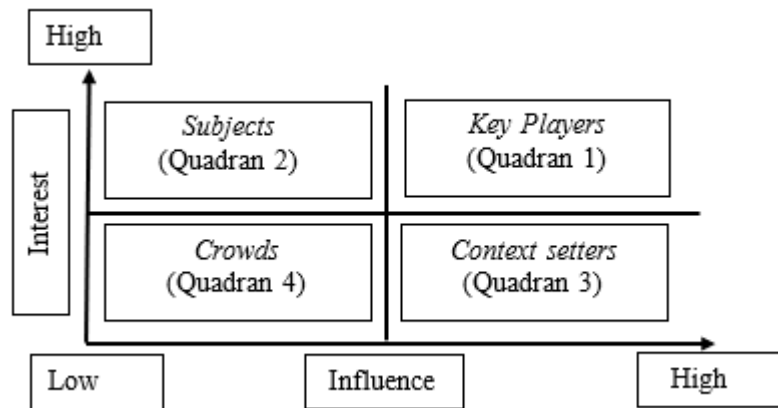 High
Subjects
(Quadran 2)
Key Players
(Quadran 1)
Interest
Crowds
(Quadran 4)
Context setters
(Quadran 3)
Low
Influence
High